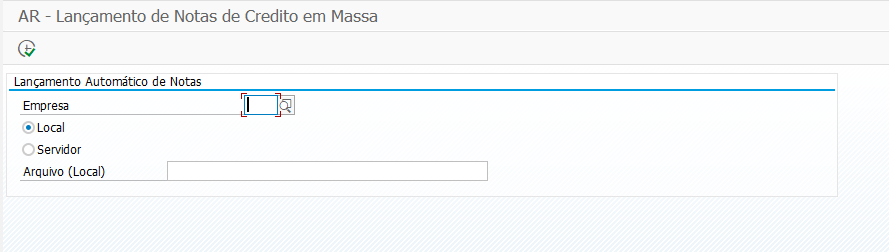 AR - Lançamento de Notas de Credito em Massa
Lançamento Automático de Notas
Empresa
Local
Servidor
Arquivo (Local)